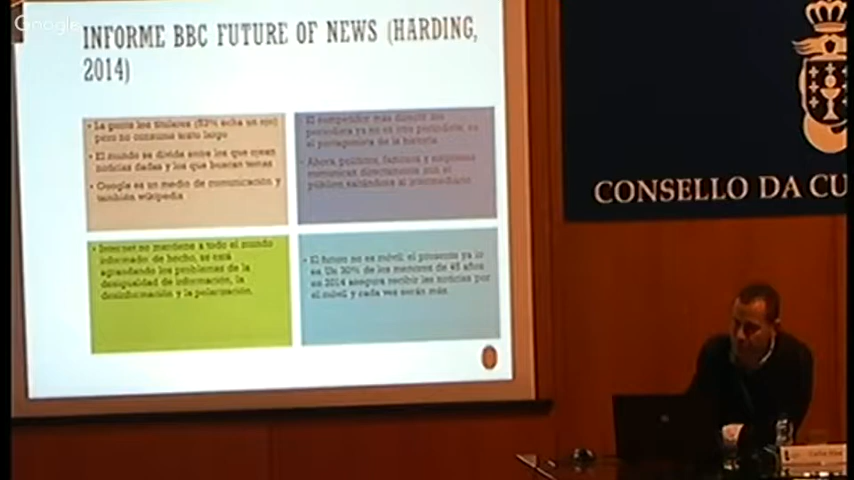 Google
INFORME BBC FUTURE OF NEWS (HARDING,
2014)
• La gente lee titulares (53% echa un ojo)
pero no consume texto largo
• El mundo se divide entre los que crean
noticias dadas y los que buscan temas
• Google es un medio de comunicación y
también wikipedia
• El competidor más directo del
periodista ya no es otro periodista, es
el protagonista de la historia
• Ahora, políticos, famosos y empresas
comunican directamente con el
público saltándose al intermediario
• Internet no mantiene a todo el mundo
informado de hecho, se está
agrandando los problemas de la
desigualdad de información, la
desinformación y la polarización.
• El futuro no es móvil, el presente ya lo
es. Un 30% de los menores de 45 años
en 2014 asegura recibir las noticias por
el móvil y cada vez serán más
CONSELLO DA CU